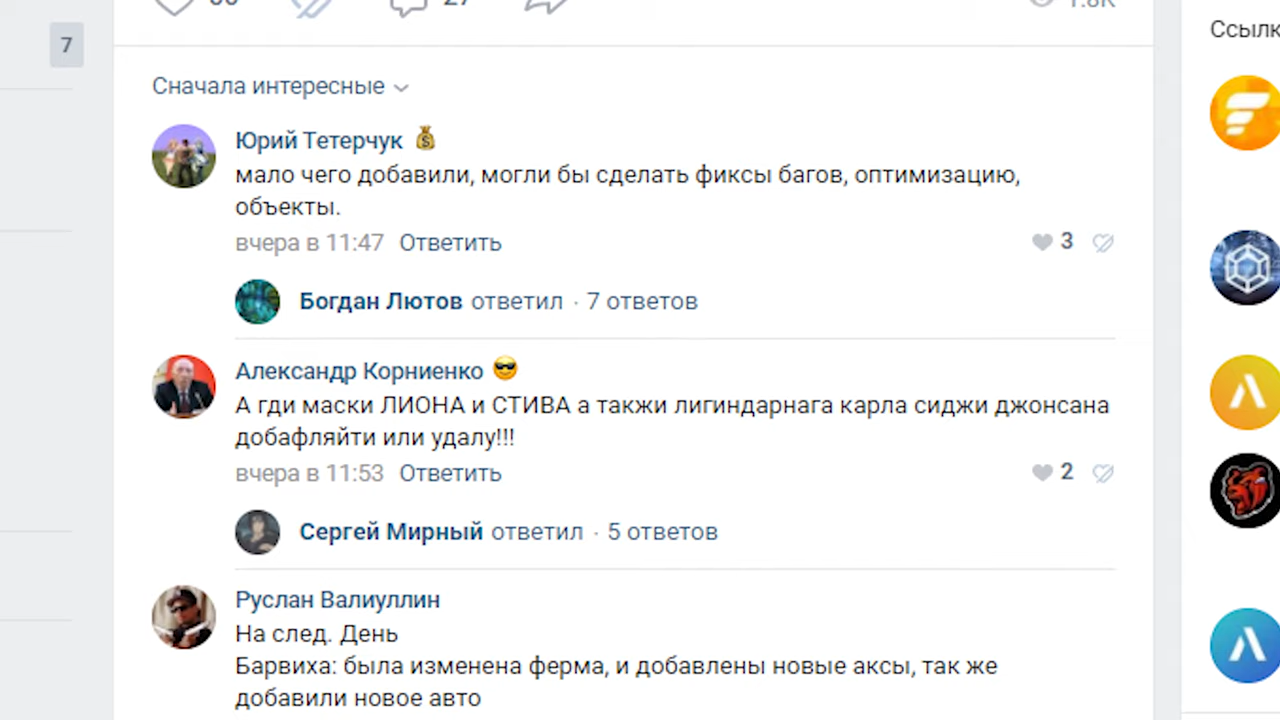 7
27
1.8K
Ссылк
Сначала интересные
Юрий Тетерчук
мало чего добавили, могли бы сделать фиксы багов, оптимизацию,
объекты.
вчера в 11:47 Ответить 3
Богдан Лютов ответил · 7 ответов
Александр Корниенко
А гди маски ЛИОНА и СТИВА а такжи лигиндарнага карла сиджи джонсана
добафляйти или удалу!!!
вчера в 11:53 Ответить 2
Сергей Мирный ответил · 5 ответов
Руслан Валиуллин
На след. День
Барвиха: была изменена ферма, и добавлены новые аксы, так же
добавили новое авто